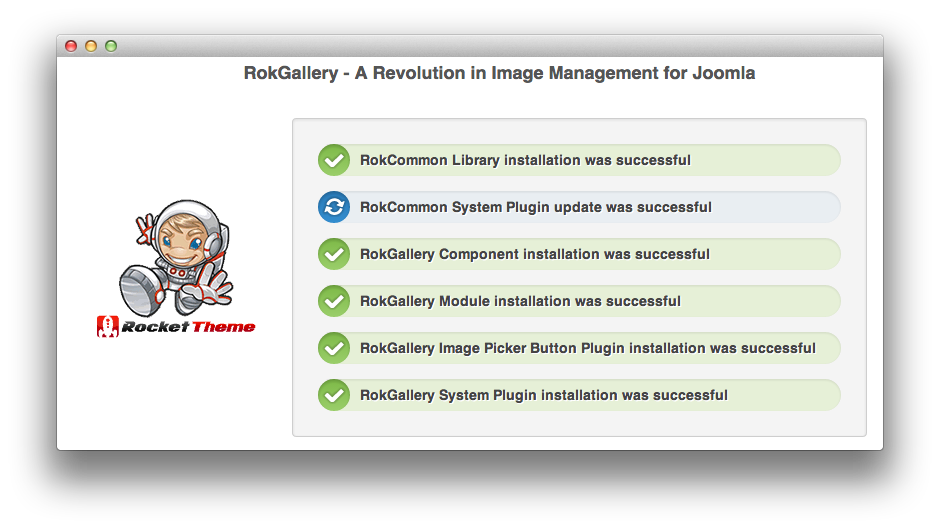 RokGallery - A Revolution in Image Management for Joomla
RokCommon Library installation was successful
RokCommon System Plugin update was successful
RokGallery Component installation was successful
RokGallery Module installation was successful
RokGallery Image Picker Button Plugin installation was successful
RokGallery System Plugin installation was successful
RocketTheme